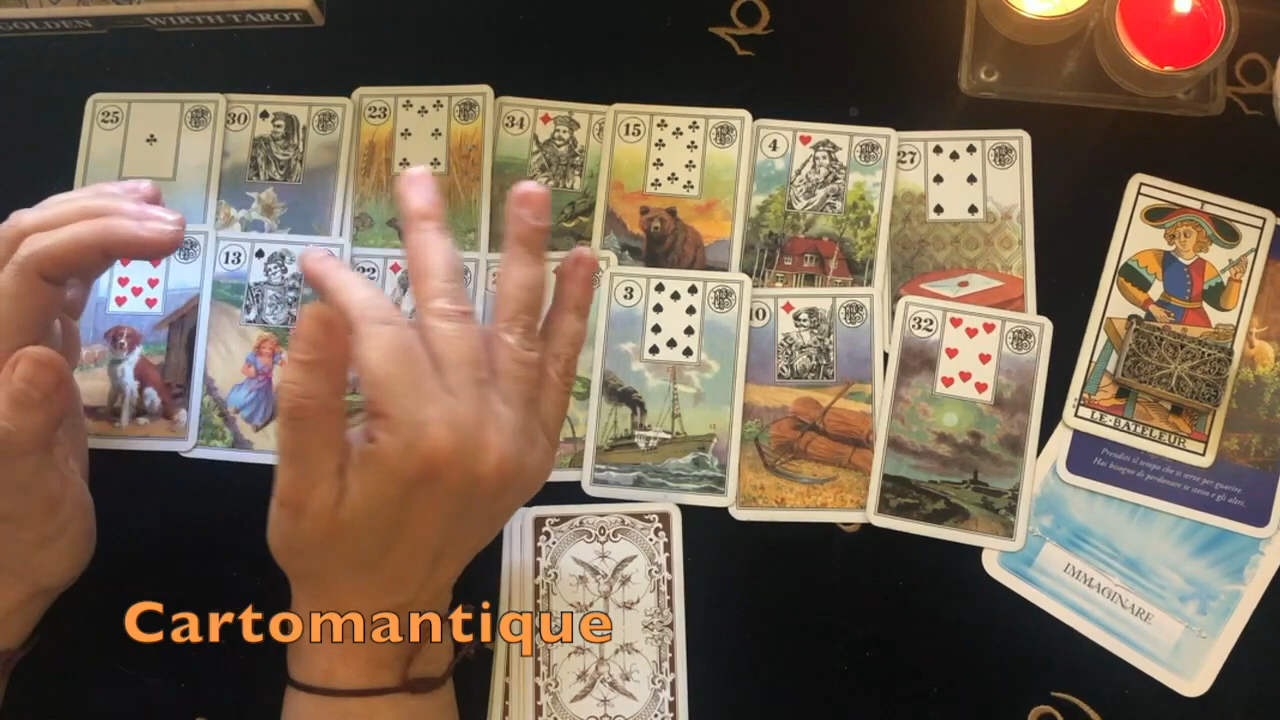 GOLDEN WIRTH TAROT
25
30
23
34
15
4
27
13
22
3
10
32
LE·BATELEUR
Prenditi il tempo che ti serve per guarire.
Hai bisogno di perdonare te stesso e gli altri.
IMMAGINARE
Cartomantique